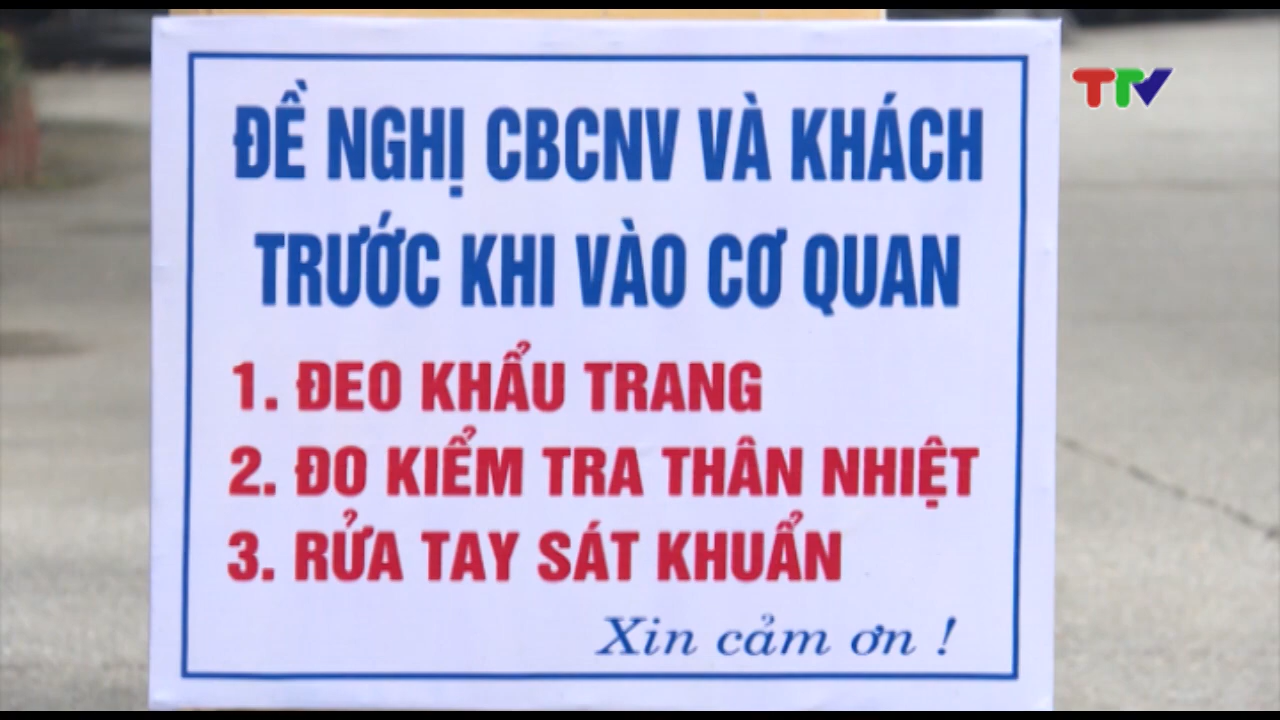 TTV
ĐỀ NGHỊ CBCNV VÀ KHÁCH
TRƯỚC KHI VÀO CƠ QUAN
1. ĐEO KHẨU TRANG
2. ĐO KIỂM TRA THÂN NHIỆT
3. RỬA TAY SÁT KHUẨN
Xin cảm ơn !